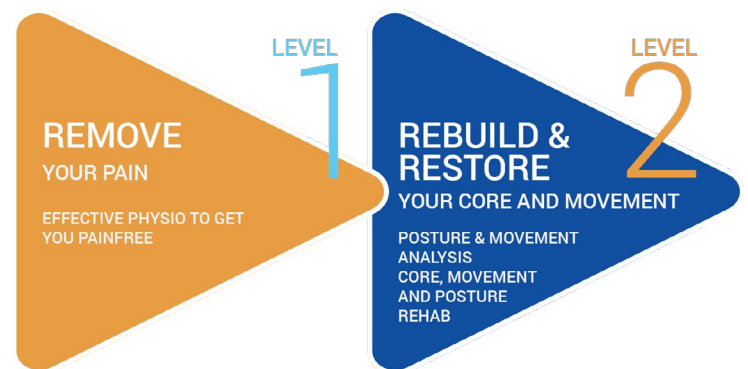 LEVEL
1
REMOVE
YOUR PAIN
EFFECTIVE PHYSIO TO GET
YOU PAINFREE
LEVEL
2
REBUILD &
RESTORE
YOUR CORE AND MOVEMENT
POSTURE & MOVEMENT
ANALYSIS
CORE, MOVEMENT
AND POSTURE
REHAB